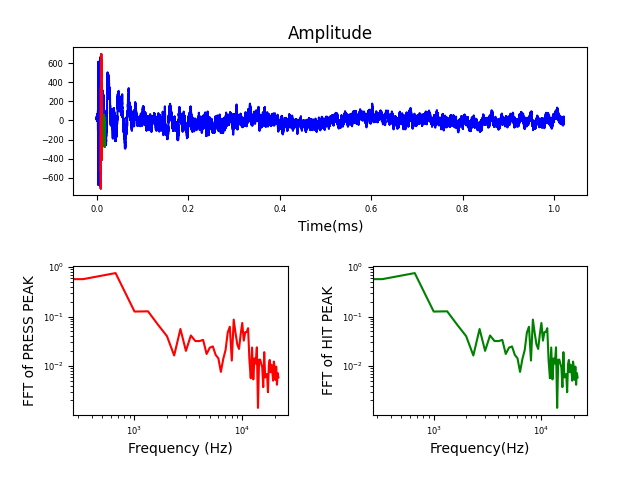 Amplitude
600
400
200
0
−200
−400
−600
0.0 0.2 0.4 0.6 0.8 1.0
Time(ms)
FFT of PRESS PEAK
10⁰
10⁻¹
10⁻²
10³ 10⁴
Frequency (Hz)
FFT of HIT PEAK
10⁰
10⁻¹
10⁻²
10³ 10⁴
Frequency(Hz)